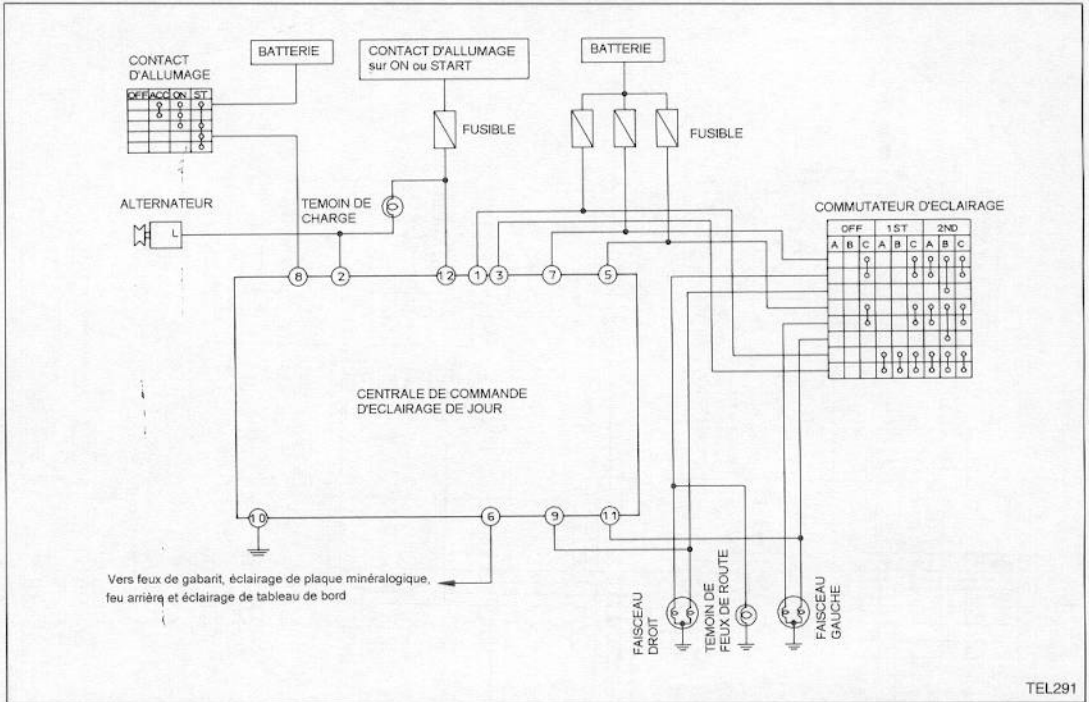 CONTACT
D'ALLUMAGE
OFF ACC ON ST
BATTERIE
CONTACT D'ALLUMAGE
sur ON ou START
BATTERIE
FUSIBLE
FUSIBLE
ALTERNATEUR
L
TEMOIN DE
CHARGE
COMMUTATEUR D'ECLAIRAGE
OFF 1ST 2ND
A B C A B C A B C
8 2 12 1 3 7 5
CENTRALE DE COMMANDE
D'ECLAIRAGE DE JOUR
10 6 9 11
Vers feux de gabarit, éclairage de plaque minéralogique,
feu arrière et éclairage de tableau de bord
FAISCEAU
DROIT
TEMOIN DE
FEUX DE ROUTE
FAISCEAU
GAUCHE
TEL291